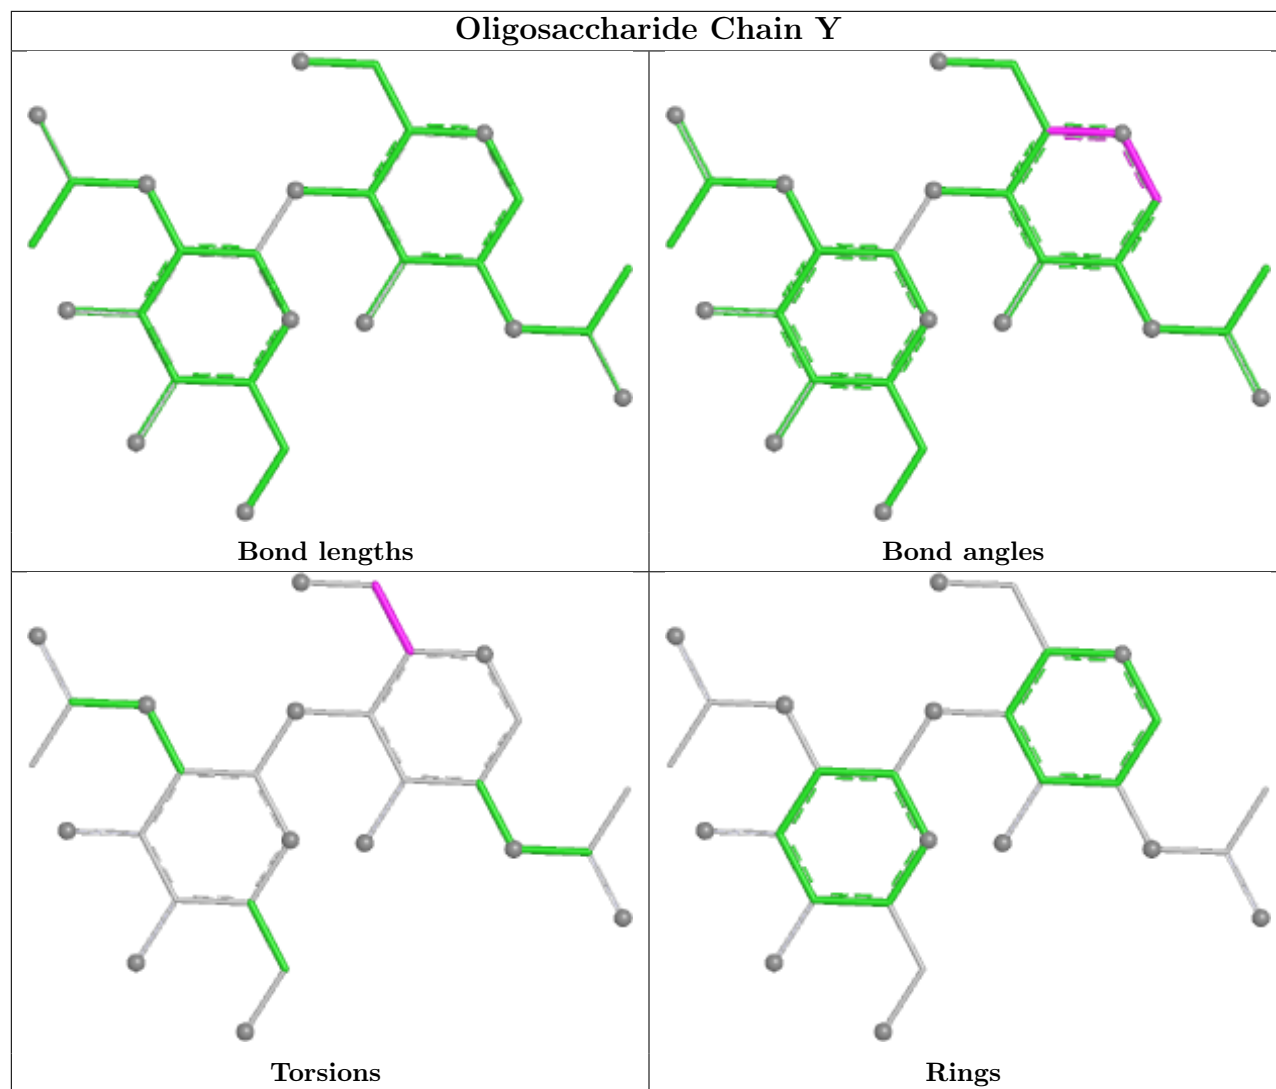 Oligosaccharide Chain Y
Bond lengths
Bond angles
Torsions
Rings